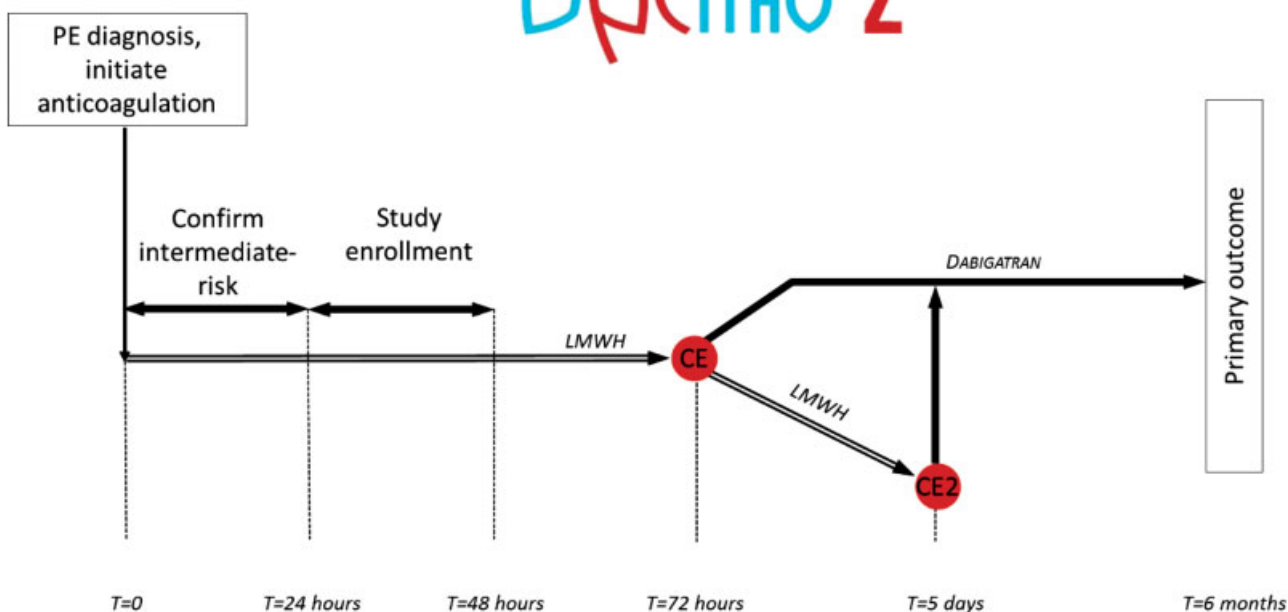 2
PE diagnosis,
initiate
anticoagulation
Confirm
intermediate-
risk
Study
enrollment
LMWH
CE
LMWH
CE2
DABIGATRAN
Primary outcome
T=0
T=24 hours
T=48 hours
T=72 hours
T=5 days
T=6 months